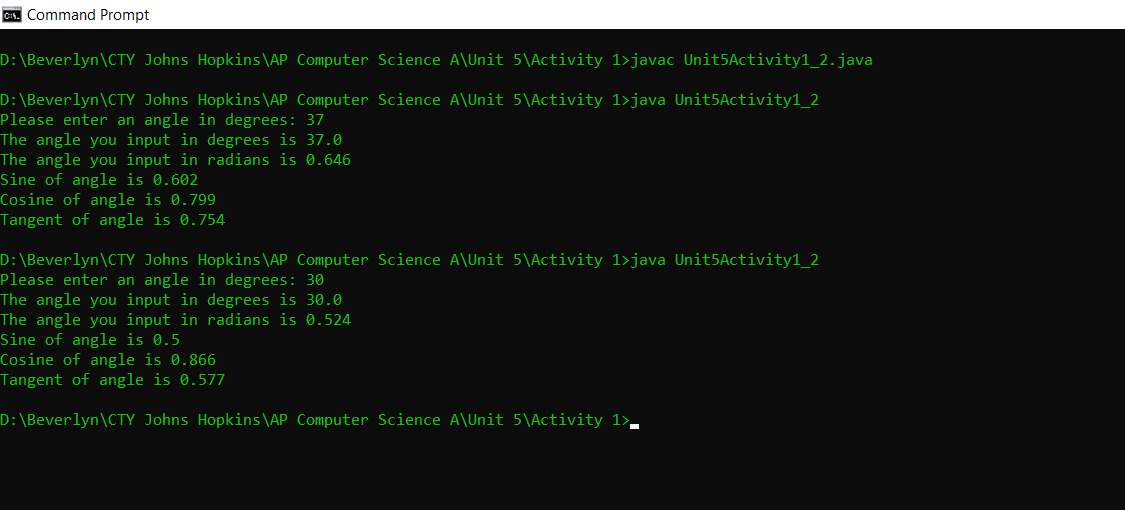 Command Prompt
D:\Beverlyn\CTY Johns Hopkins\AP Computer Science A\Unit 5\Activity 1>javac Unit5Activity1_2.java
D:\Beverlyn\CTY Johns Hopkins\AP Computer Science A\Unit 5\Activity 1>java Unit5Activity1_2
Please enter an angle in degrees: 37
The angle you input in degrees is 37.0
The angle you input in radians is 0.646
Sine of angle is 0.602
Cosine of angle is 0.799
Tangent of angle is 0.754
D:\Beverlyn\CTY Johns Hopkins\AP Computer Science A\Unit 5\Activity 1>java Unit5Activity1_2
Please enter an angle in degrees: 30
The angle you input in degrees is 30.0
The angle you input in radians is 0.524
Sine of angle is 0.5
Cosine of angle is 0.866
Tangent of angle is 0.577
D:\Beverlyn\CTY Johns Hopkins\AP Computer Science A\Unit 5\Activity 1>